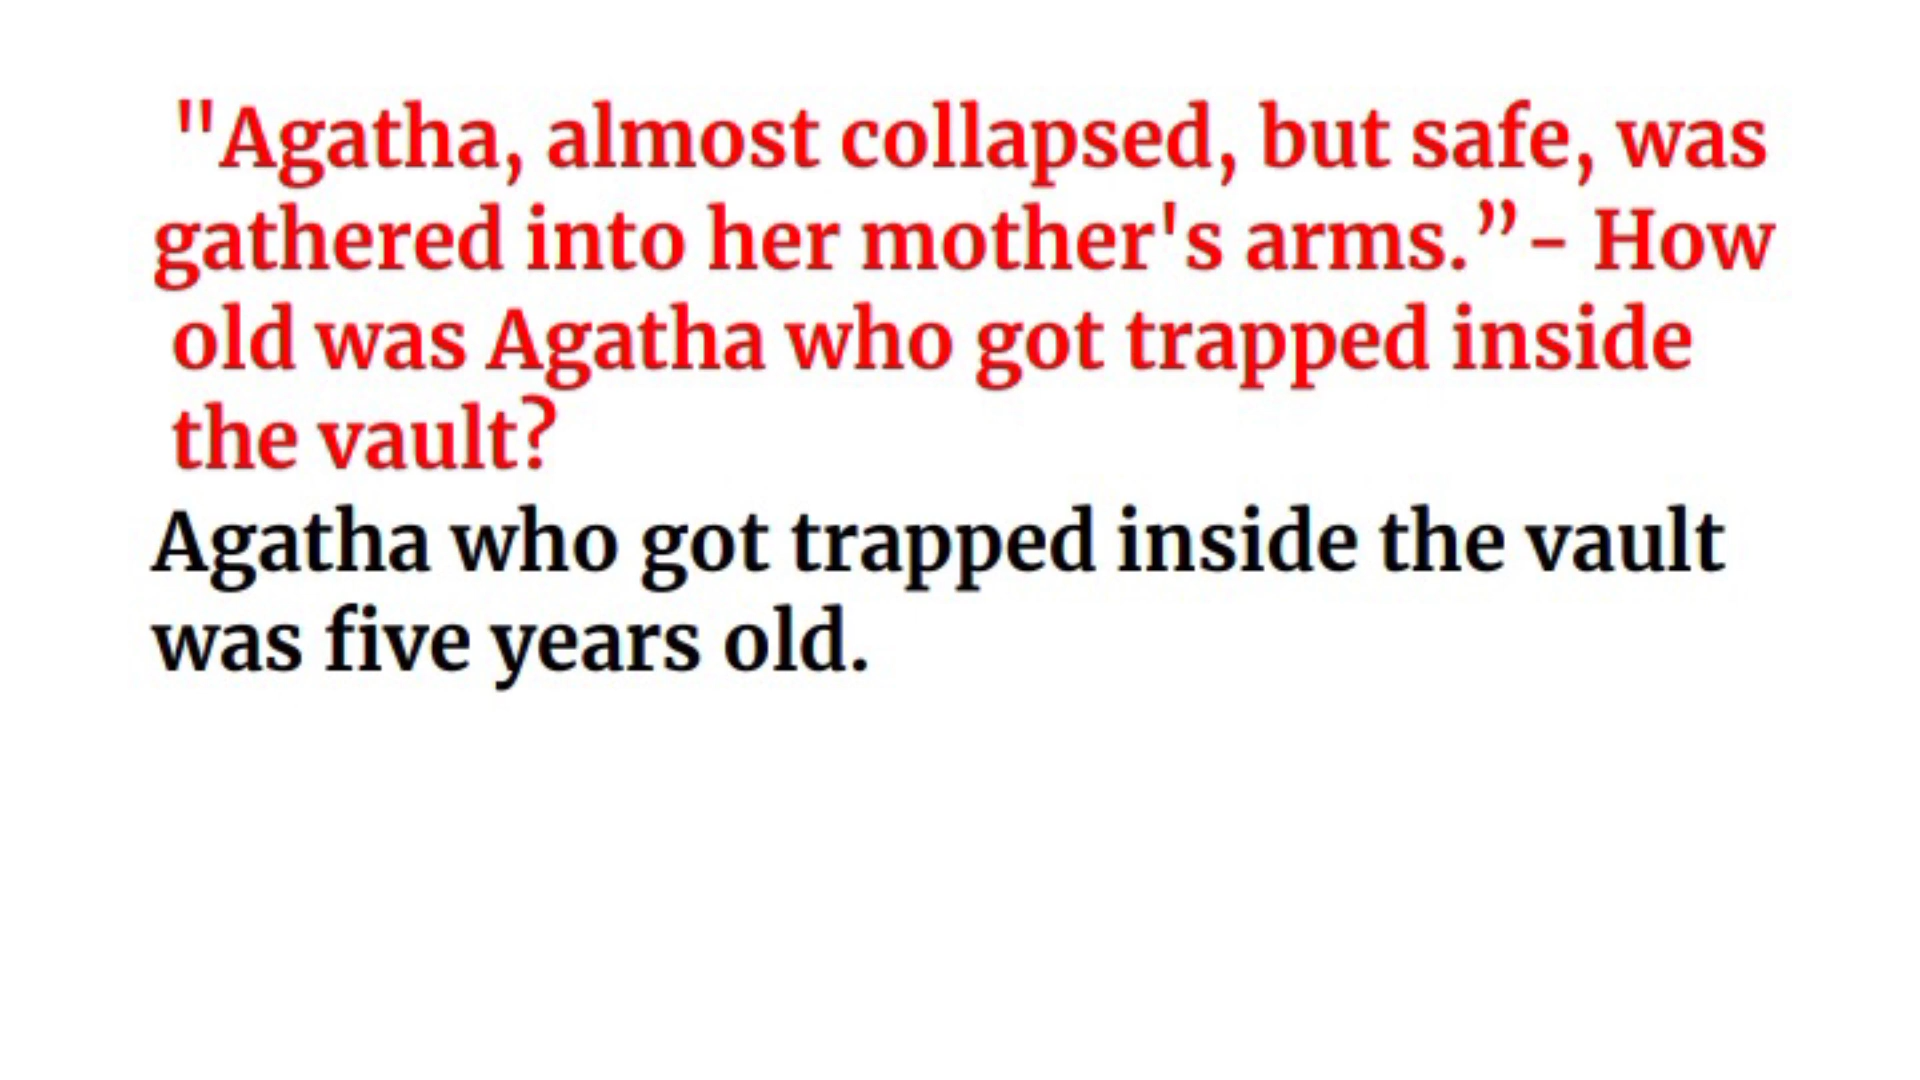 "Agatha, almost collapsed, but safe, was
gathered into her mother's arms.”- How
old was Agatha who got trapped inside
the vault?
Agatha who got trapped inside the vault
was five years old.